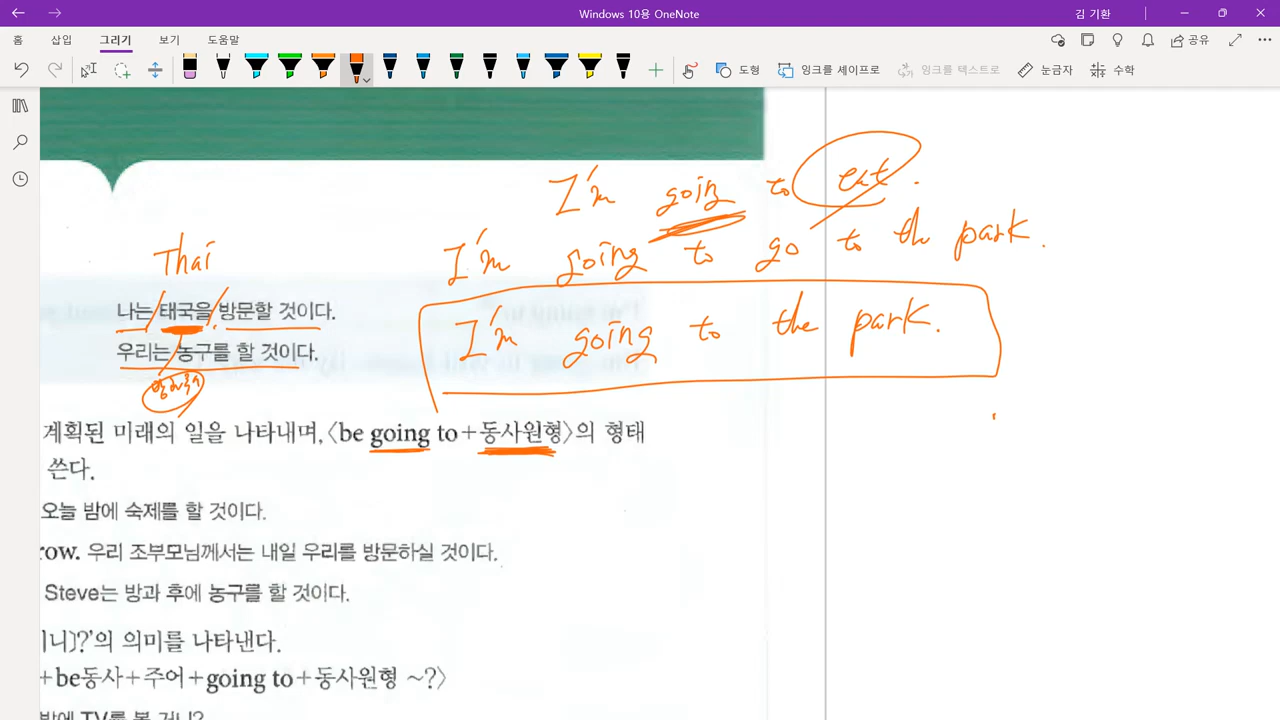 Windows 10용 OneNote
김 기환
홈 삽입 그리기 보기 도움말
공유
도형 잉크를 셰이프로 잉크를 텍스트로 눈금자 수학
I'm going to eat.
I'm going to go to the park.
Thai
나는 태국을 방문할 것이다.
I'm going to the park.
우리는 농구를 할 것이다.
계획된 미래의 일을 나타내며, 〈be going to+동사원형〉의 형태
쓴다.
오늘 밤에 숙제를 할 것이다.
row. 우리 조부모님께서는 내일 우리를 방문하실 것이다.
Steve는 방과 후에 농구를 할 것이다.
니)?'의 의미를 나타낸다.
+be동사+주어+going to+동사원형 ~?〉
밤에 TV를 볼 거니?